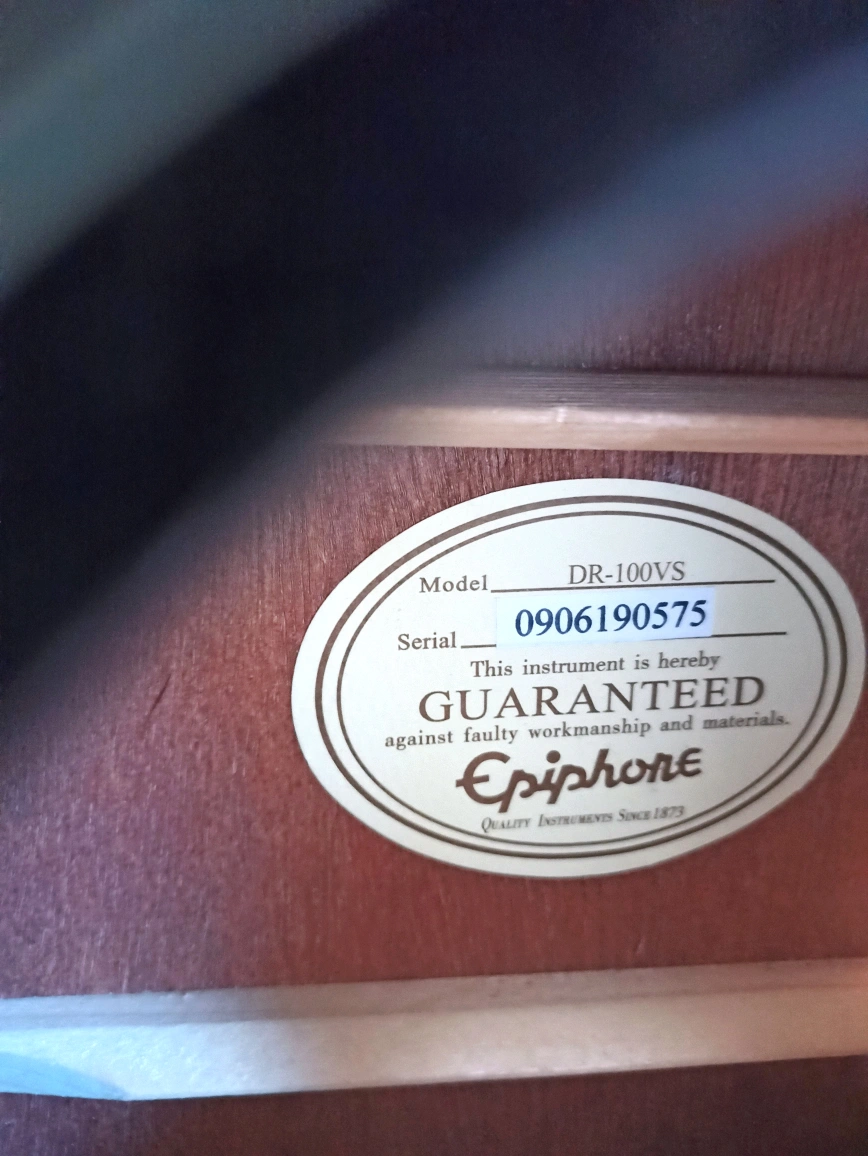 Model DR-100VS
Serial 0906190575
This instrument is hereby
GUARANTEED
against faulty workmanship and materials.
Epiphone
QUALITY INSTRUMENTS SINCE 1873